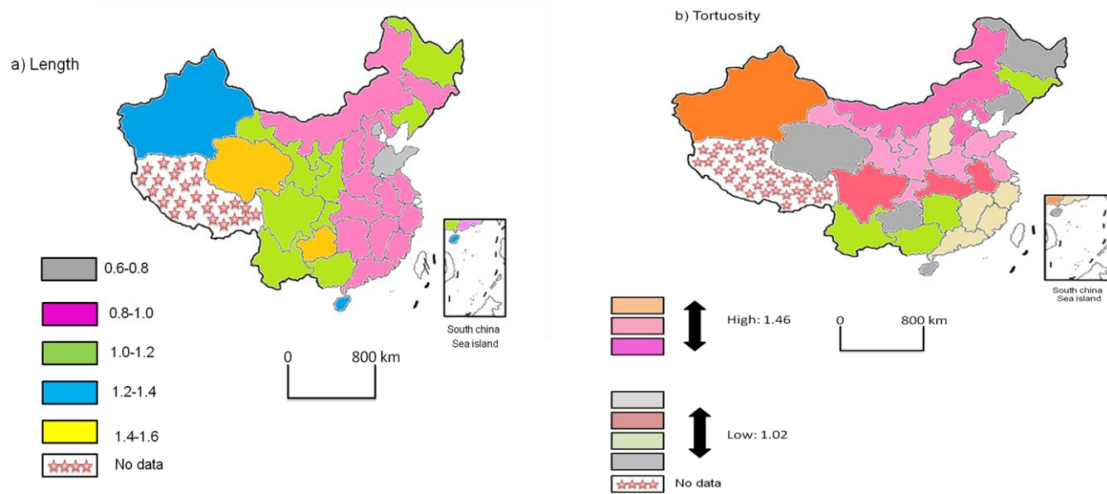 a) Length
0.6-0.8
0.8-1.0
1.0-1.2
1.2-1.4
1.4-1.6
No data
0 800 km
South china
Sea island
b) Tortuosity
High: 1.46
Low: 1.02
No data
0 800 km
South china
Sea island